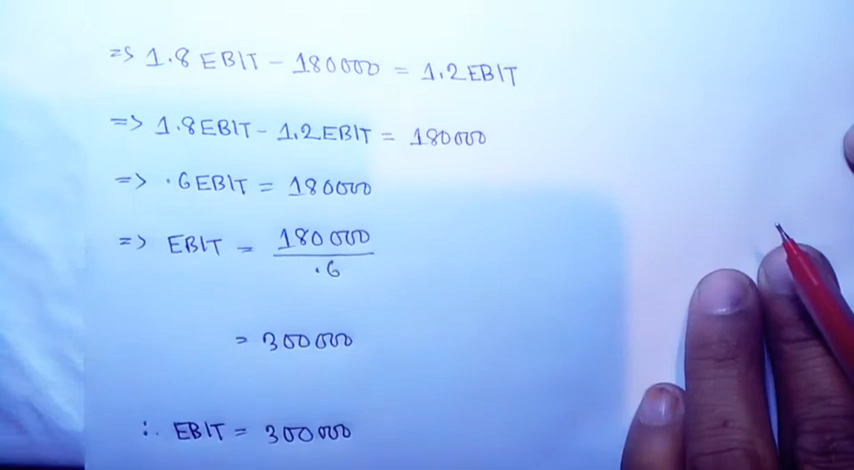 => 1.8 EBIT - 180000 = 1.2 EBIT
=> 1.8 EBIT - 1.2 EBIT = 180000
=> .6 EBIT = 180000
=> EBIT = 180000
.6
= 300000
∴ EBIT = 300000